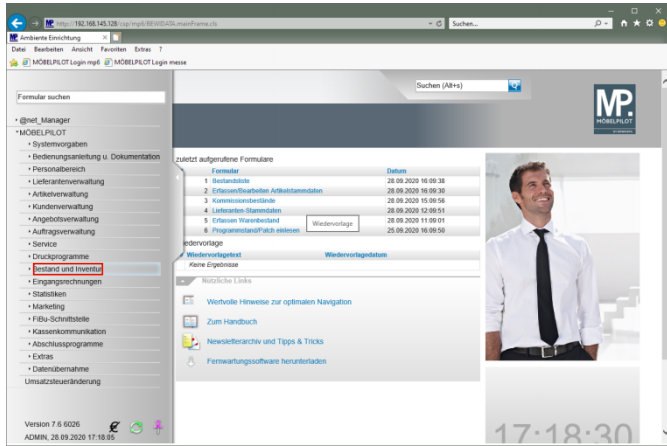 http://192.168.145.128/csp/mp6/BEWIDATA.mainFrame.cls
Suchen...
Ambiente Einrichtung
Datei Bearbeiten Ansicht Favoriten Extras ?
MÖBELPILOT Login mp6 MÖBELPILOT Login messe
Suchen (Alt+s)
Formular suchen
MP.
MÖBELPILOT
@net_Manager
MÖBELPILOT
Systemvorgaben
Bedienungsanleitung u. Dokumentation
Personalbereich
Lieferantenverwaltung
Artikelverwaltung
Kundenverwaltung
Angebotsverwaltung
Auftragsverwaltung
Service
Druckprogramme
Bestand und Inventur
Eingangsrechnungen
Statistiken
Marketing
FiBu-Schnittstelle
Kassenkommunikation
Abschlussprogramme
Extras
Datenübernahme
Umsatzsteueränderung
Version 7.6 6026
ADMIN, 28.09.2020 17:18:05
zuletzt aufgerufene Formulare
Formular Datum
1 Bestandsliste 28.09.2020 16:09:38
2 Erfassen/Bearbeiten Artikelstammdaten 28.09.2020 16:09:30
3 Kommissionsbestände 28.09.2020 15:09:56
4 Lieferanten-Stammdaten 28.09.2020 12:09:51
5 Erfassen Warenbestand 28.09.2020 11:09:01
6 Programmstand/Patch einlesen 25.09.2020 16:09:50
Wiedervorlage
iedervorlage
Wiedervorlagetext Wiedervorlagedatum
Keine Ergebnisse
Nützliche Links
Wertvolle Hinweise zur optimalen Navigation
Zum Handbuch
Newsletterarchiv und Tipps & Tricks
Fernwartungssoftware herunterladen
17:18:30